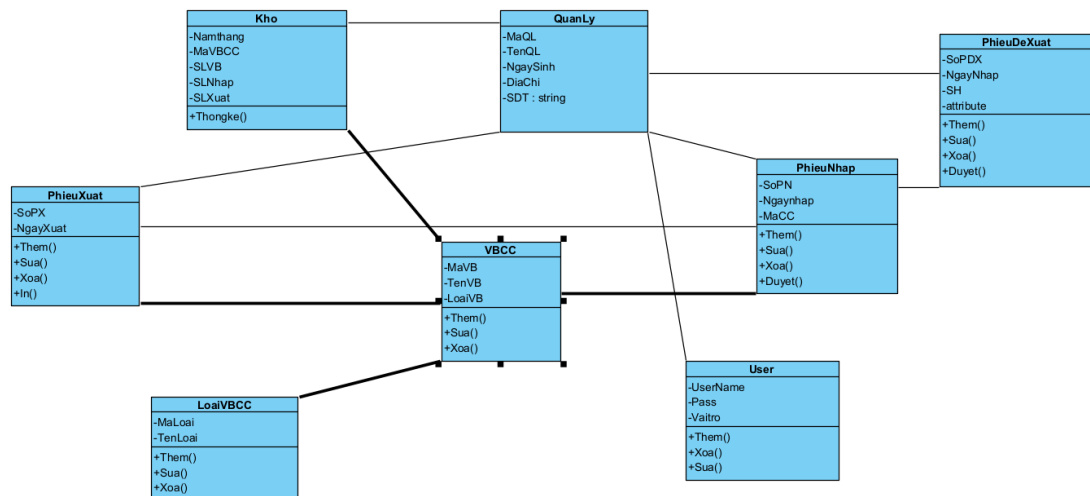 Kho
-Namthang
-MaVBCC
-SLVB
-SLNhap
-SLXuat
+Thongke()
QuanLy
-MaQL
-TenQL
-NgaySinh
-DiaChi
-SDT : string
PhieuDeXuat
-SoPDX
-NgayNhap
-SH
-attribute
+Them()
+Sua()
+Xoa()
+Duyet()
PhieuXuat
-SoPX
-NgayXuat
+Them()
+Sua()
+Xoa()
+In()
PhieuNhap
-SoPN
-Ngaynhap
-MaCC
+Them()
+Sua()
+Xoa()
+Duyet()
VBCC
-MaVB
-TenVB
-LoaiVB
+Them()
+Sua()
+Xoa()
LoaiVBCC
-MaLoai
-TenLoai
+Them()
+Sua()
+Xoa()
User
-UserName
-Pass
-Vaitro
+Them()
+Xoa()
+Sua()